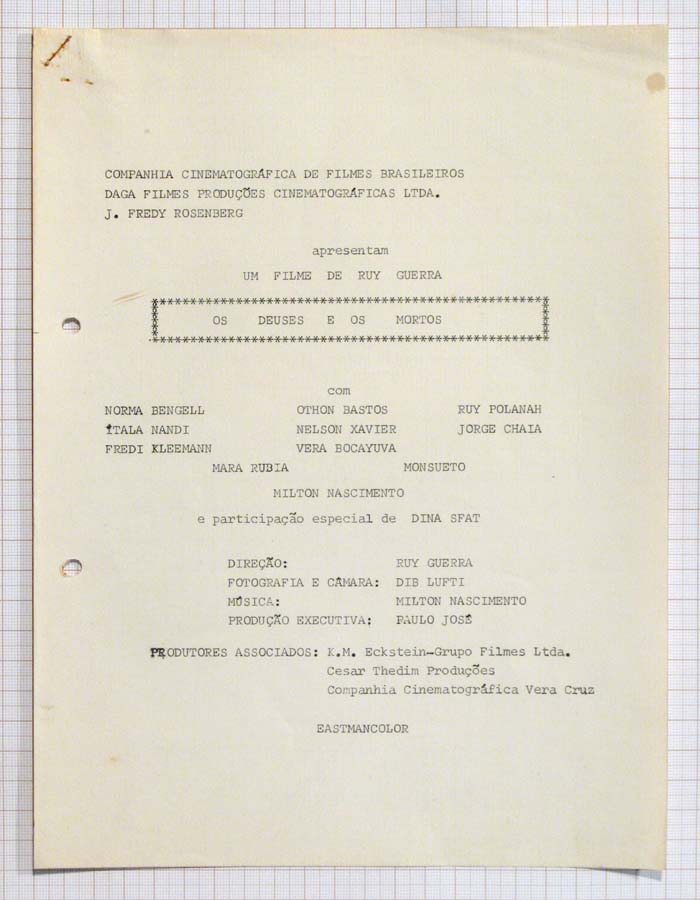 COMPANHIA CINEMATOGRÁFICA DE FILMES BRASILEIROS
DAGA FILMES PRODUÇÕES CINEMATOGRÁFICAS LTDA.
J. FREDY ROSENBERG
apresentam
UM FILME DE RUY GUERRA
***************************************************
OS DEUSES E OS MORTOS
***************************************************
com
NORMA BENGELL OTHON BASTOS RUY POLANAH
ÍTALA NANDI NELSON XAVIER JORGE CHAIA
FREDI KLEEMANN VERA BOCAYUVA
MARA RUBIA MONSUETO
MILTON NASCIMENTO
e participação especial de DINA SFAT
DIREÇÃO: RUY GUERRA
FOTOGRAFIA E CÂMARA: DIB LUFTI
MÚSICA: MILTON NASCIMENTO
PRODUÇÃO EXECUTIVA: PAULO JOSÉ
PRODUTORES ASSOCIADOS: K.M. Eckstein-Grupo Filmes Ltda.
Cesar Thedim Produções
Companhia Cinematográfica Vera Cruz
EASTMANCOLOR